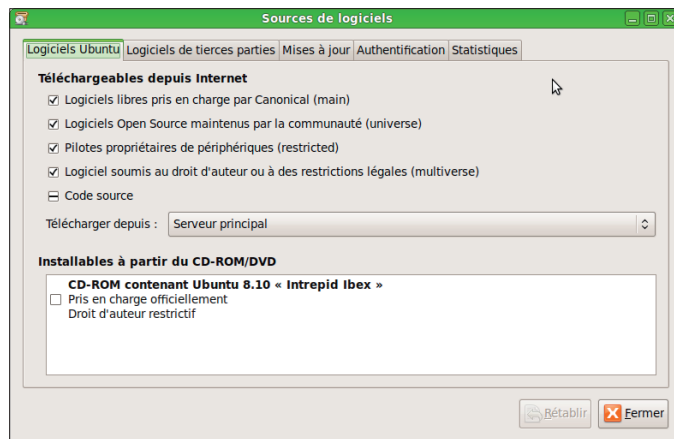 Sources de logiciels
Logiciels Ubuntu Logiciels de tierces parties Mises à jour Authentification Statistiques
Téléchargeables depuis Internet
Logiciels libres pris en charge par Canonical (main)
Logiciels Open Source maintenus par la communauté (universe)
Pilotes propriétaires de périphériques (restricted)
Logiciel soumis au droit d'auteur ou à des restrictions légales (multiverse)
Code source
Télécharger depuis : Serveur principal
Installables à partir du CD-ROM/DVD
CD-ROM contenant Ubuntu 8.10 « Intrepid Ibex »
Pris en charge officiellement
Droit d'auteur restrictif
Rétablir Fermer